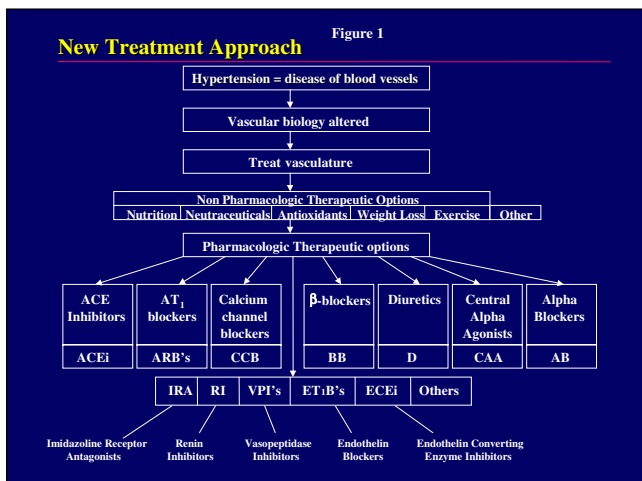 Figure 1
New Treatment Approach
Hypertension = disease of blood vessels
Vascular biology altered
Treat vasculature
Non Pharmacologic Therapeutic Options
Nutrition Neutraceuticals Antioxidants Weight Loss Exercise Other
Pharmacologic Therapeutic options
ACE Inhibitors
AT1 blockers
Calcium channel blockers
β-blockers
Diuretics
Central Alpha Agonists
Alpha Blockers
ACEi ARB's CCB BB D CAA AB
IRA RI VPI's ET1B's ECEi Others
Imidazoline Receptor Antagonists
Renin Inhibitors
Vasopeptidase Inhibitors
Endothelin Blockers
Endothelin Converting Enzyme Inhibitors